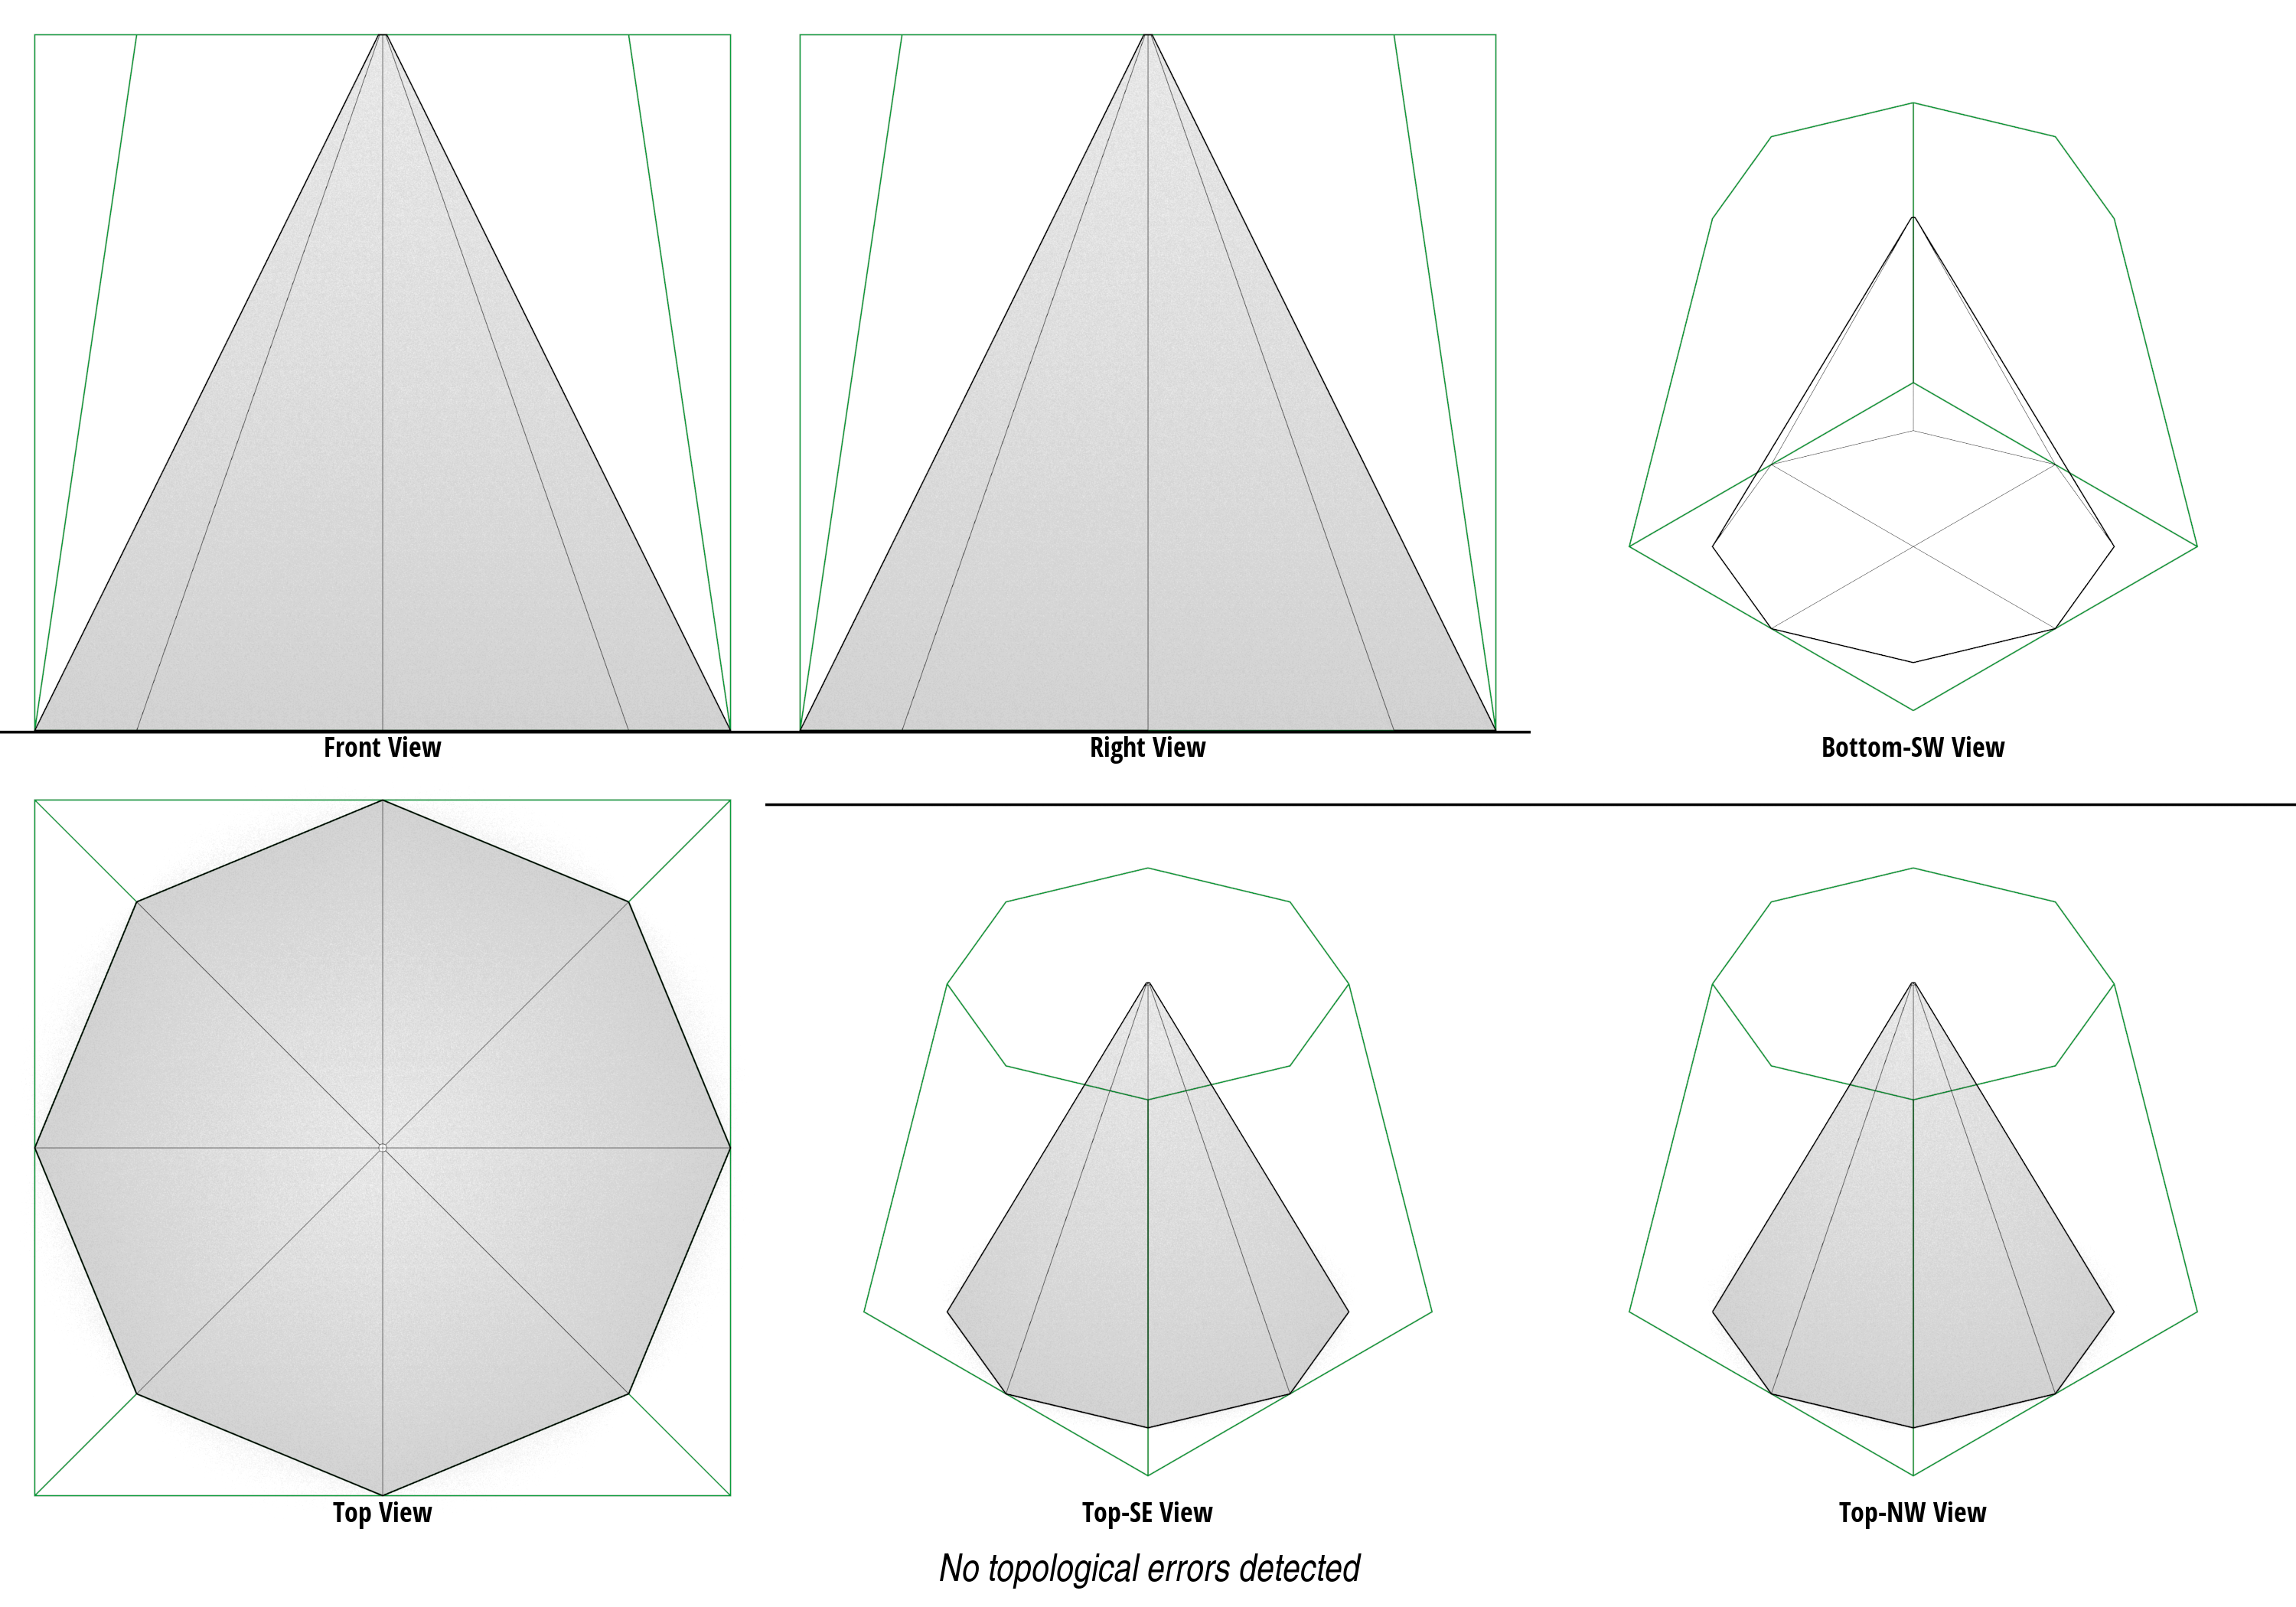 Front View
Right View
Bottom-SW View
Top View
Top-SE View
Top-NW View
No topological errors detected